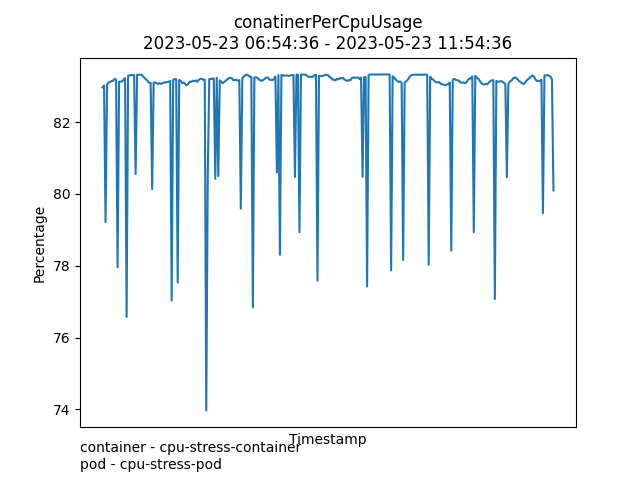 conatinerPerCpuUsage
2023-05-23 06:54:36 - 2023-05-23 11:54:36
82
80
78
76
74
Percentage
Timestamp
container - cpu-stress-container
pod - cpu-stress-pod